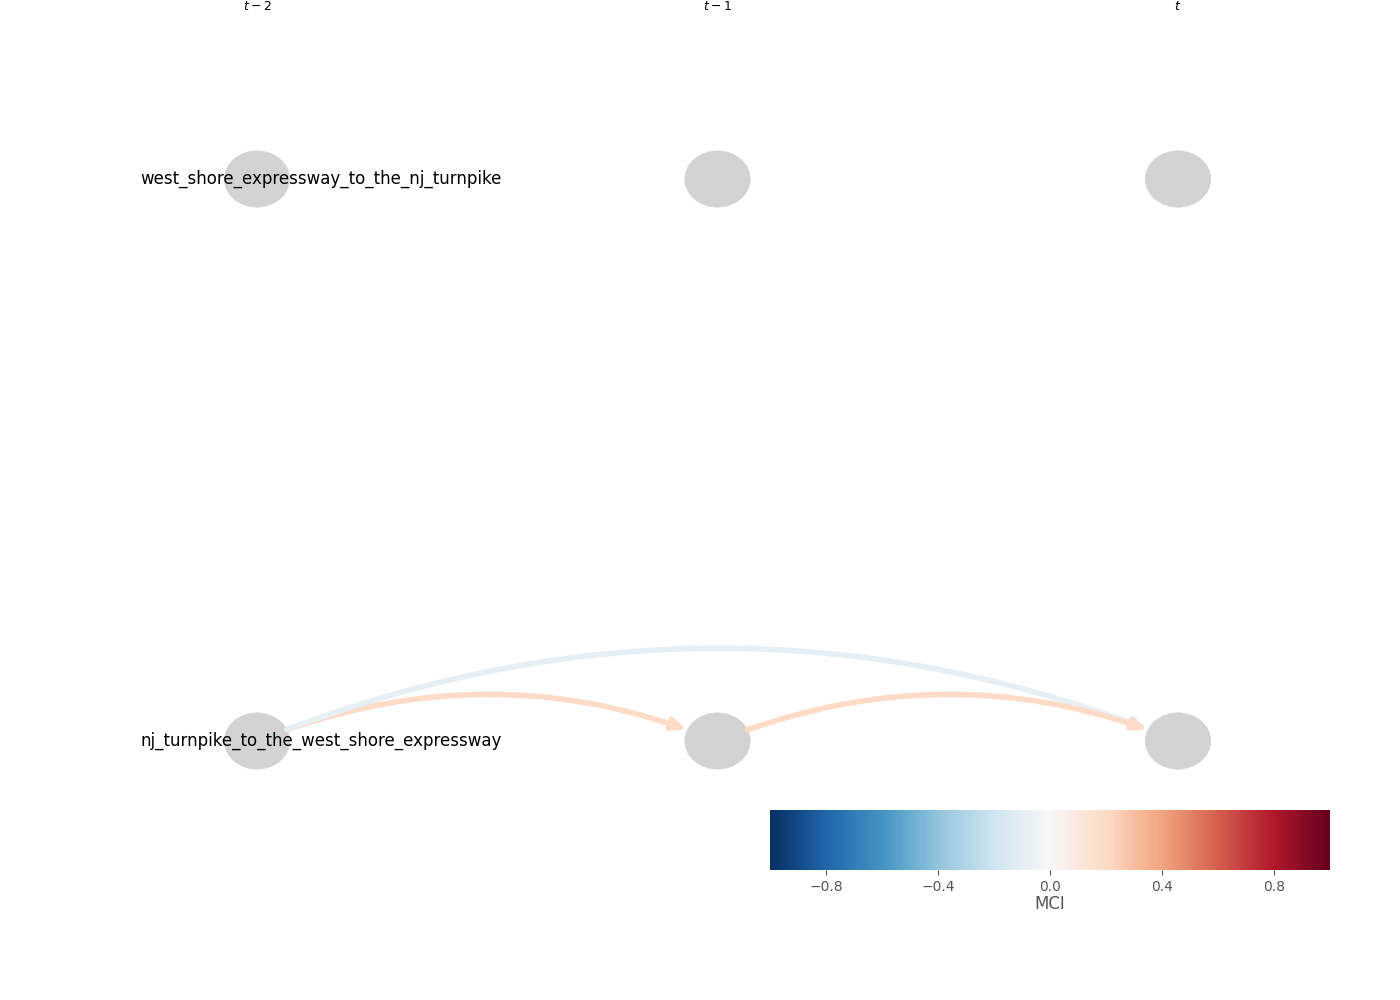 t − 2 t − 1 t
west_shore_expressway_to_the_nj_turnpike
nj_turnpike_to_the_west_shore_expressway
−0.8 −0.4 0.0 0.4 0.8
MCI